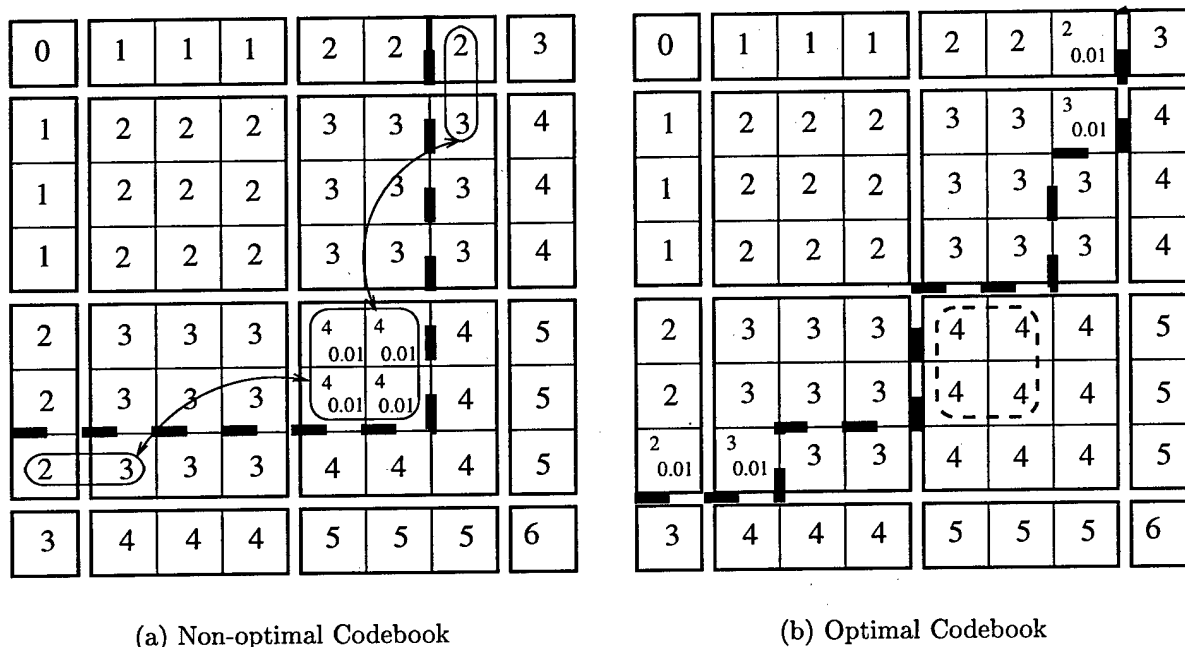 0 1 1 1 2 2 2 3
1 2 2 2 3 3 3 4
1 2 2 2 3 3 3 4
1 2 2 2 3 3 3 4
2 3 3 3 4 0.01 4 0.01 4 5
2 3 3 3 4 0.01 4 0.01 4 5
2 3 3 3 4 4 4 5
3 4 4 4 5 5 5 6
(a) Non-optimal Codebook
0 1 1 1 2 2 2 0.01 3
1 2 2 2 3 3 3 0.01 4
1 2 2 2 3 3 3 4
1 2 2 2 3 3 3 4
2 3 3 3 4 4 4 5
2 3 3 3 4 4 4 5
2 0.01 3 0.01 3 3 4 4 4 5
3 4 4 4 5 5 5 6
(b) Optimal Codebook